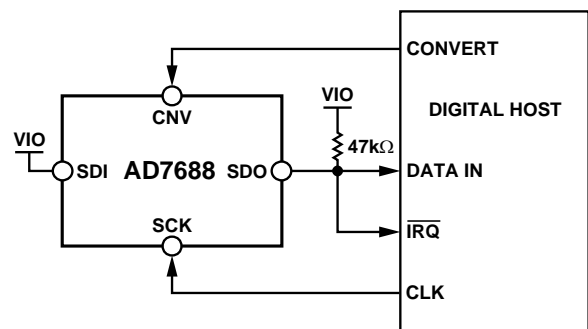 CONVERT
VIO
DIGITAL HOST
CNV
VIO
47kΩ
SDI
AD7688
SDO
DATA IN
SCK
IRQ
CLK